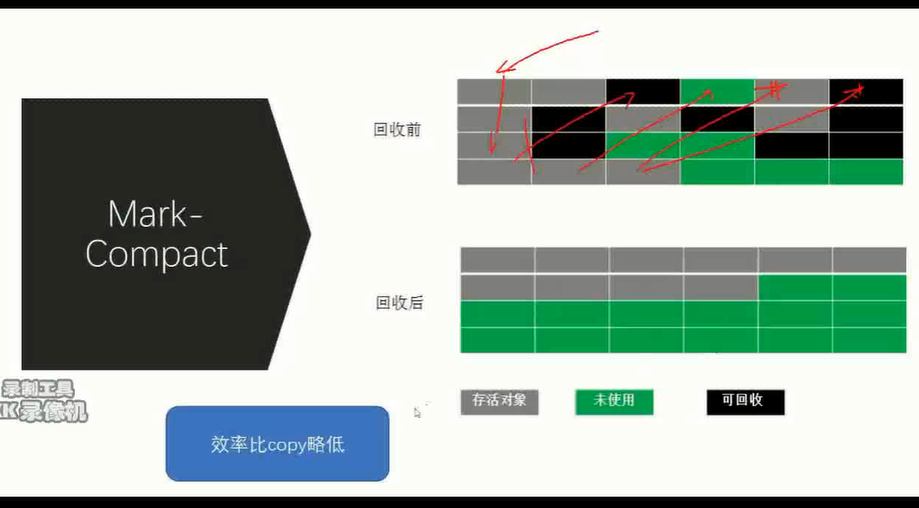 回收前
Mark-
Compact
回收后
存活对象
未使用
可回收
录制工具
KK录像机
效率比copy略低